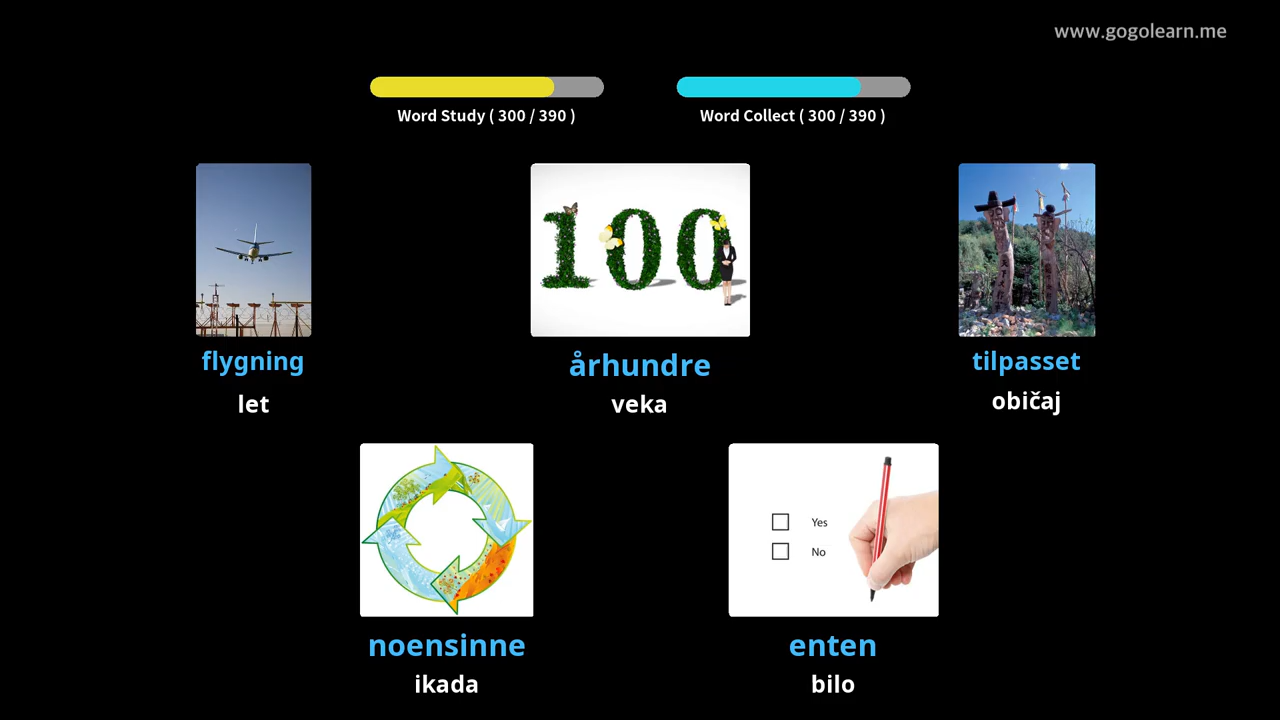 www.gogolearn.me
Word Study ( 300 / 390 )
Word Collect ( 300 / 390 )
100
flygning
let
århundre
veka
tilpasset
običaj
Yes
No
noensinne
ikada
enten
bilo